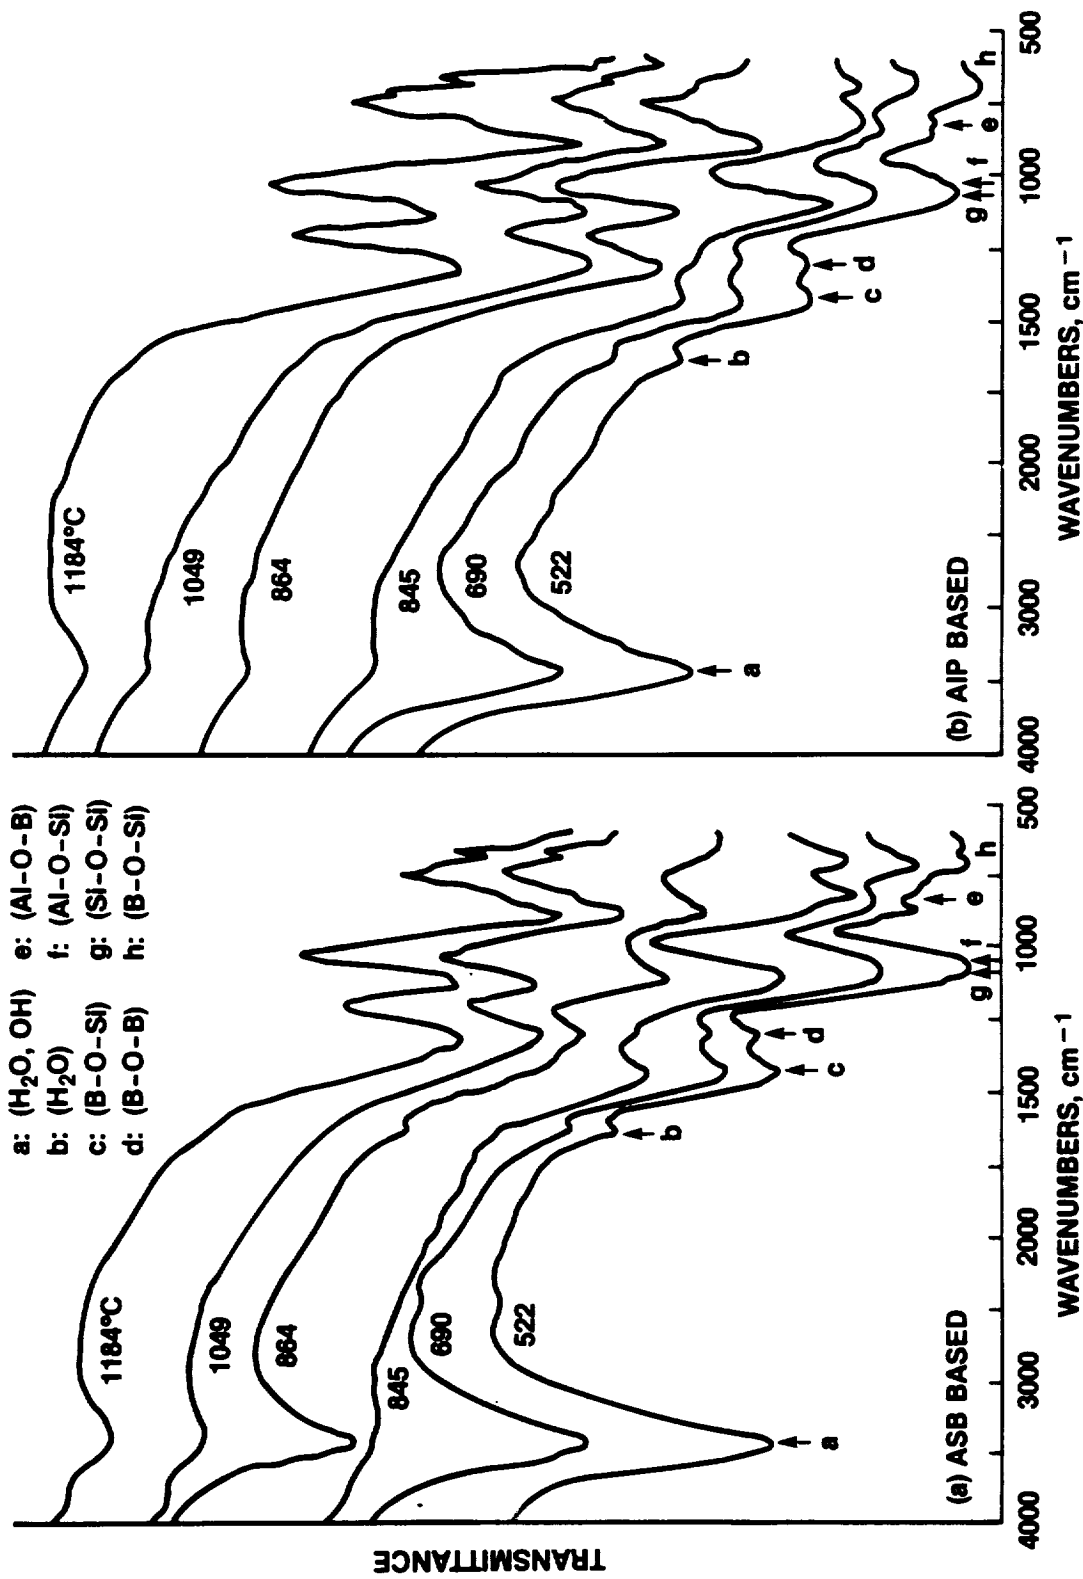 a: (H2O, OH)
b: (H2O)
c: (B-O-Si)
d: (B-O-B)
e: (Al-O-B)
f: (Al-O-Si)
g: (Si-O-Si)
h: (B-O-Si)
TRANSMITTANCE
1184°C
1049
864
845
690
522
a
b
c
d
e
f
g
h
(a) ASB BASED
4000
3000
2000
1500
1000
500
WAVENUMBERS, cm−1
1184°C
1049
864
845
690
522
a
b
c
d
e
f
g
h
(b) AIP BASED
4000
3000
2000
1500
1000
500
WAVENUMBERS, cm−1